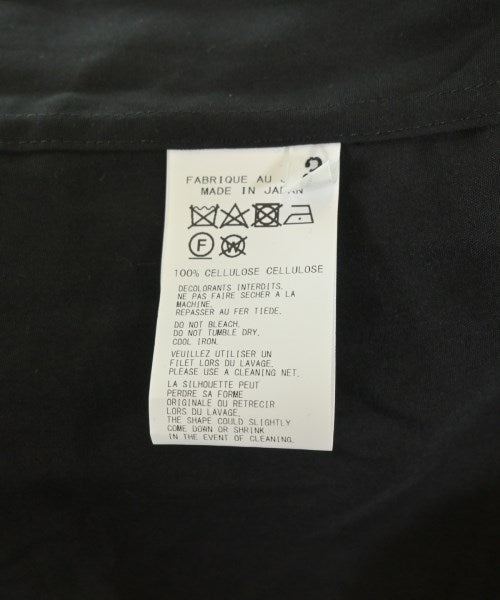 2
FABRIQUE AU
MADE IN JAPAN
F W
100% CELLULOSE CELLULOSE
DECOLORANTS INTERDITS.
NE PAS FAIRE SECHER A LA
MACHINE.
REPASSER AU FER TIEDE.
DO NOT BLEACH.
DO NOT TUMBLE DRY.
COOL IRON.
VEUILLEZ UTILISER UN
FILET LORS DU LAVAGE.
PLEASE USE A CLEANING NET.
LA SILHOUETTE PEUT
PERDRE SA FORME
ORIGINALE OU RETRECIR
LORS DU LAVAGE.
THE SHAPE COULD SLIGHTLY
COME DOWN OR SHRINK
IN THE EVENT OF CLEANING.